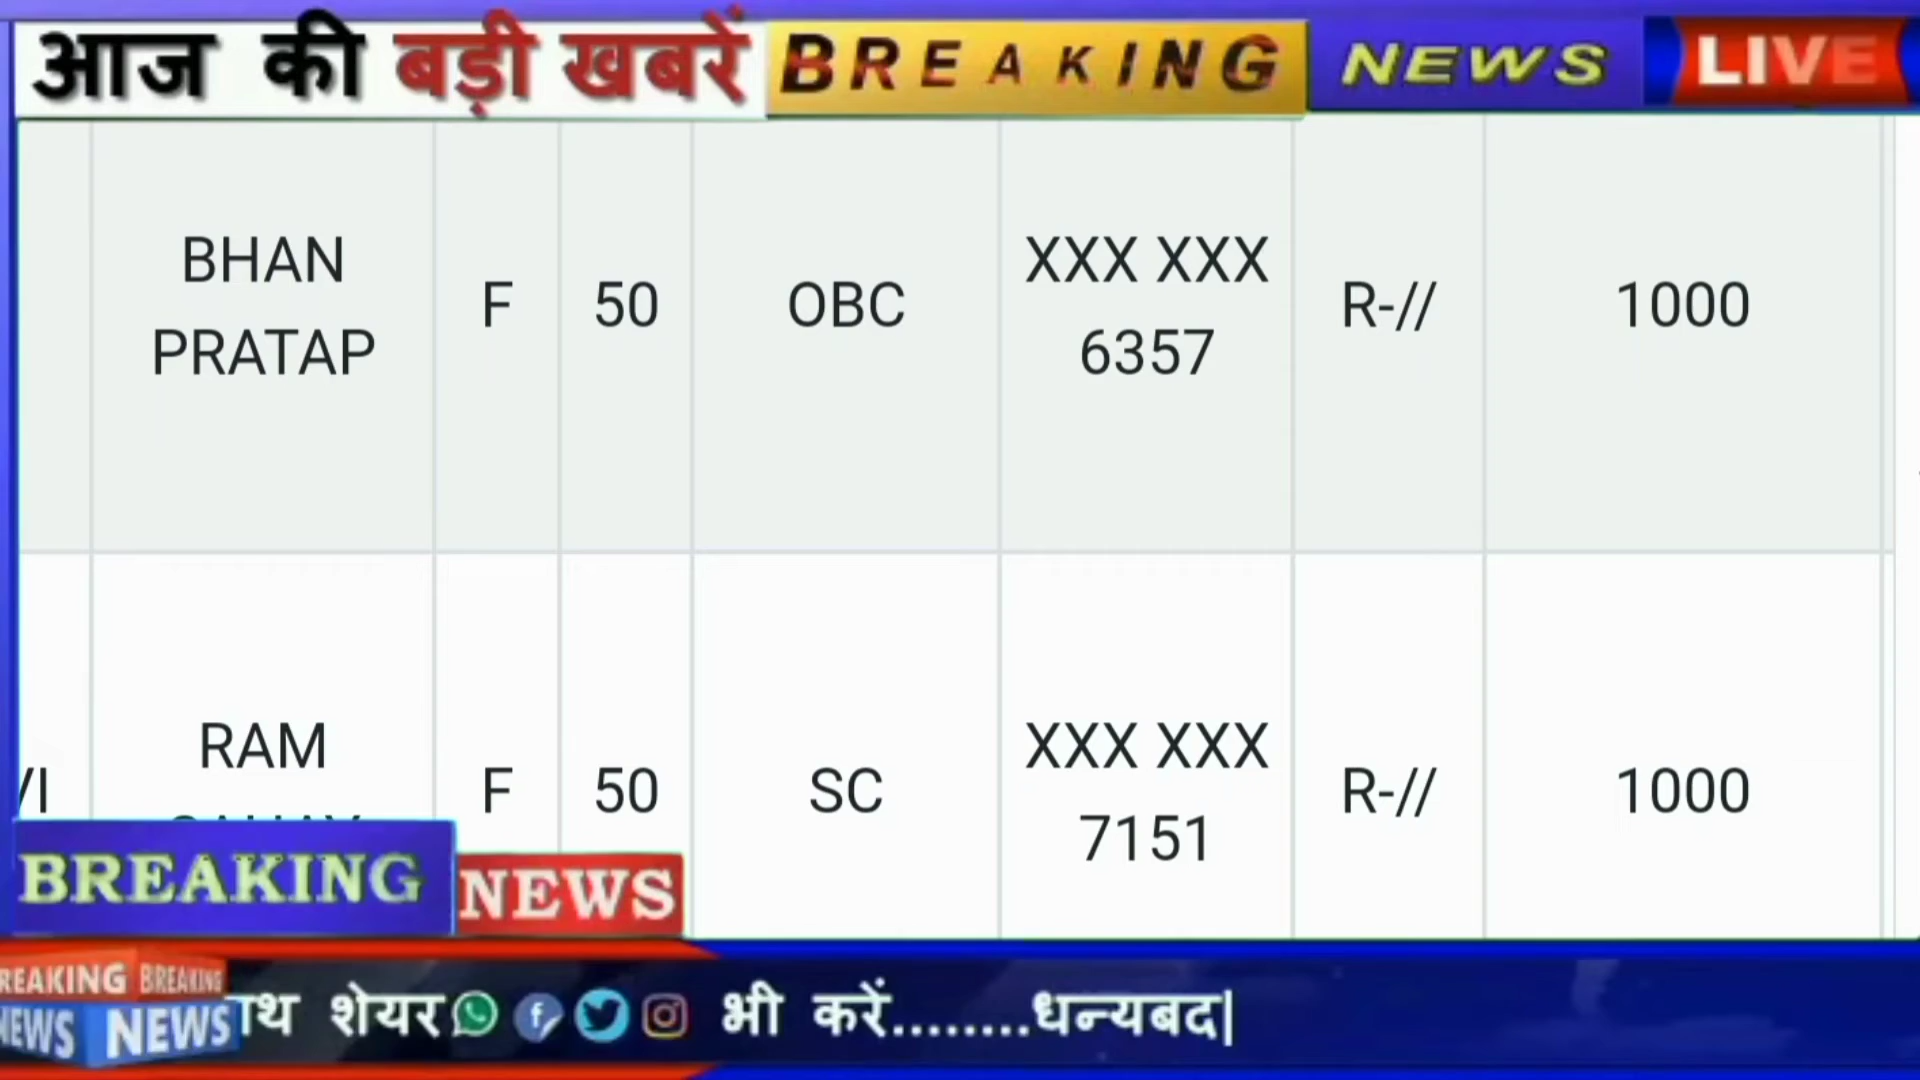 आज की बड़ी खबरें BREAKING NEWS LIVE
BHAN PRATAP F 50 OBC XXX XXX 6357 R-// 1000
RAM F 50 SC XXX XXX 7151 R-// 1000
BREAKING NEWS
BREAKING
NEWS NEWS
शेयर भी करें........धन्यबद|